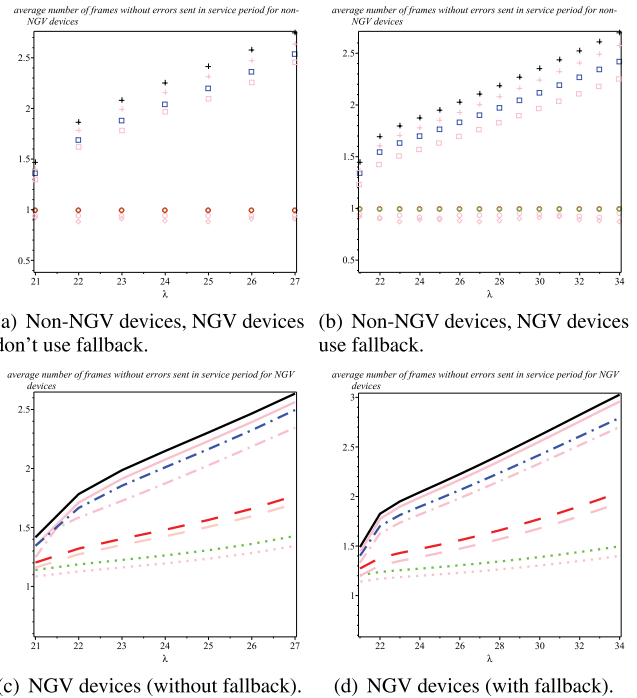 average number of frames without errors sent in service period for non-
NGV devices
2.5
2
1.5
1
0.5
21 22 23 24 25 26 27
λ
a) Non-NGV devices, NGV devices
don't use fallback.
average number of frames without errors sent in service period for non-
NGV devices
2.5
2
1.5
1
0.5
22 24 26 28 30 32 34
λ
(b) Non-NGV devices, NGV devices
use fallback.
average number of frames without errors sent in service period for NGV
devices
2.5
2
1.5
1
21 22 23 24 25 26 27
λ
(c) NGV devices (without fallback).
average number of frames without errors sent in service period for NGV
devices
3
2.5
2
1.5
1
22 24 26 28 30 32 34
λ
(d) NGV devices (with fallback).